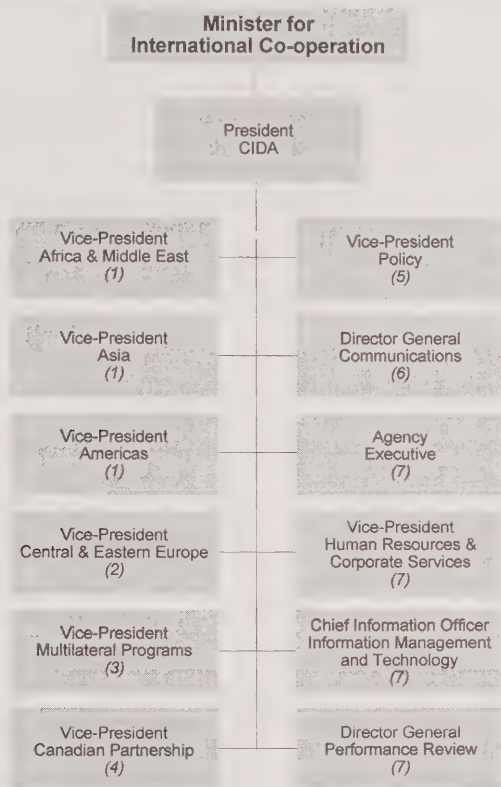 Minister for
International Co-operation
President
CIDA
Vice-President
Africa & Middle East
(1)
Vice-President
Policy
(5)
Vice-President
Asia
(1)
Director General
Communications
(6)
Vice-President
Americas
(1)
Agency
Executive
(7)
Vice-President
Central & Eastern Europe
(2)
Vice-President
Human Resources &
Corporate Services
(7)
Vice-President
Multilateral Programs
(3)
Chief Information Officer
Information Management
and Technology
(7)
Vice-President
Canadian Partnership
(4)
Director General
Performance Review
(7)